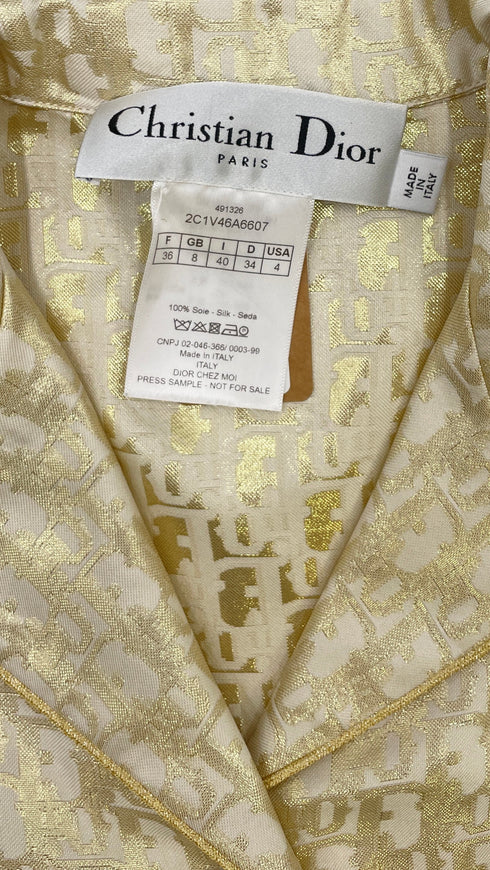 Christian Dior
PARIS
MADE
IN
ITALY
491326
2C1V46A6607
F GB I D USA
36 8 40 34 4
100% Soie - Silk - Seda
CNPJ 02-046-366/ 0003-99
Made In ITALY
ITALY
DIOR CHEZ MOI
PRESS SAMPLE - NOT FOR SALE